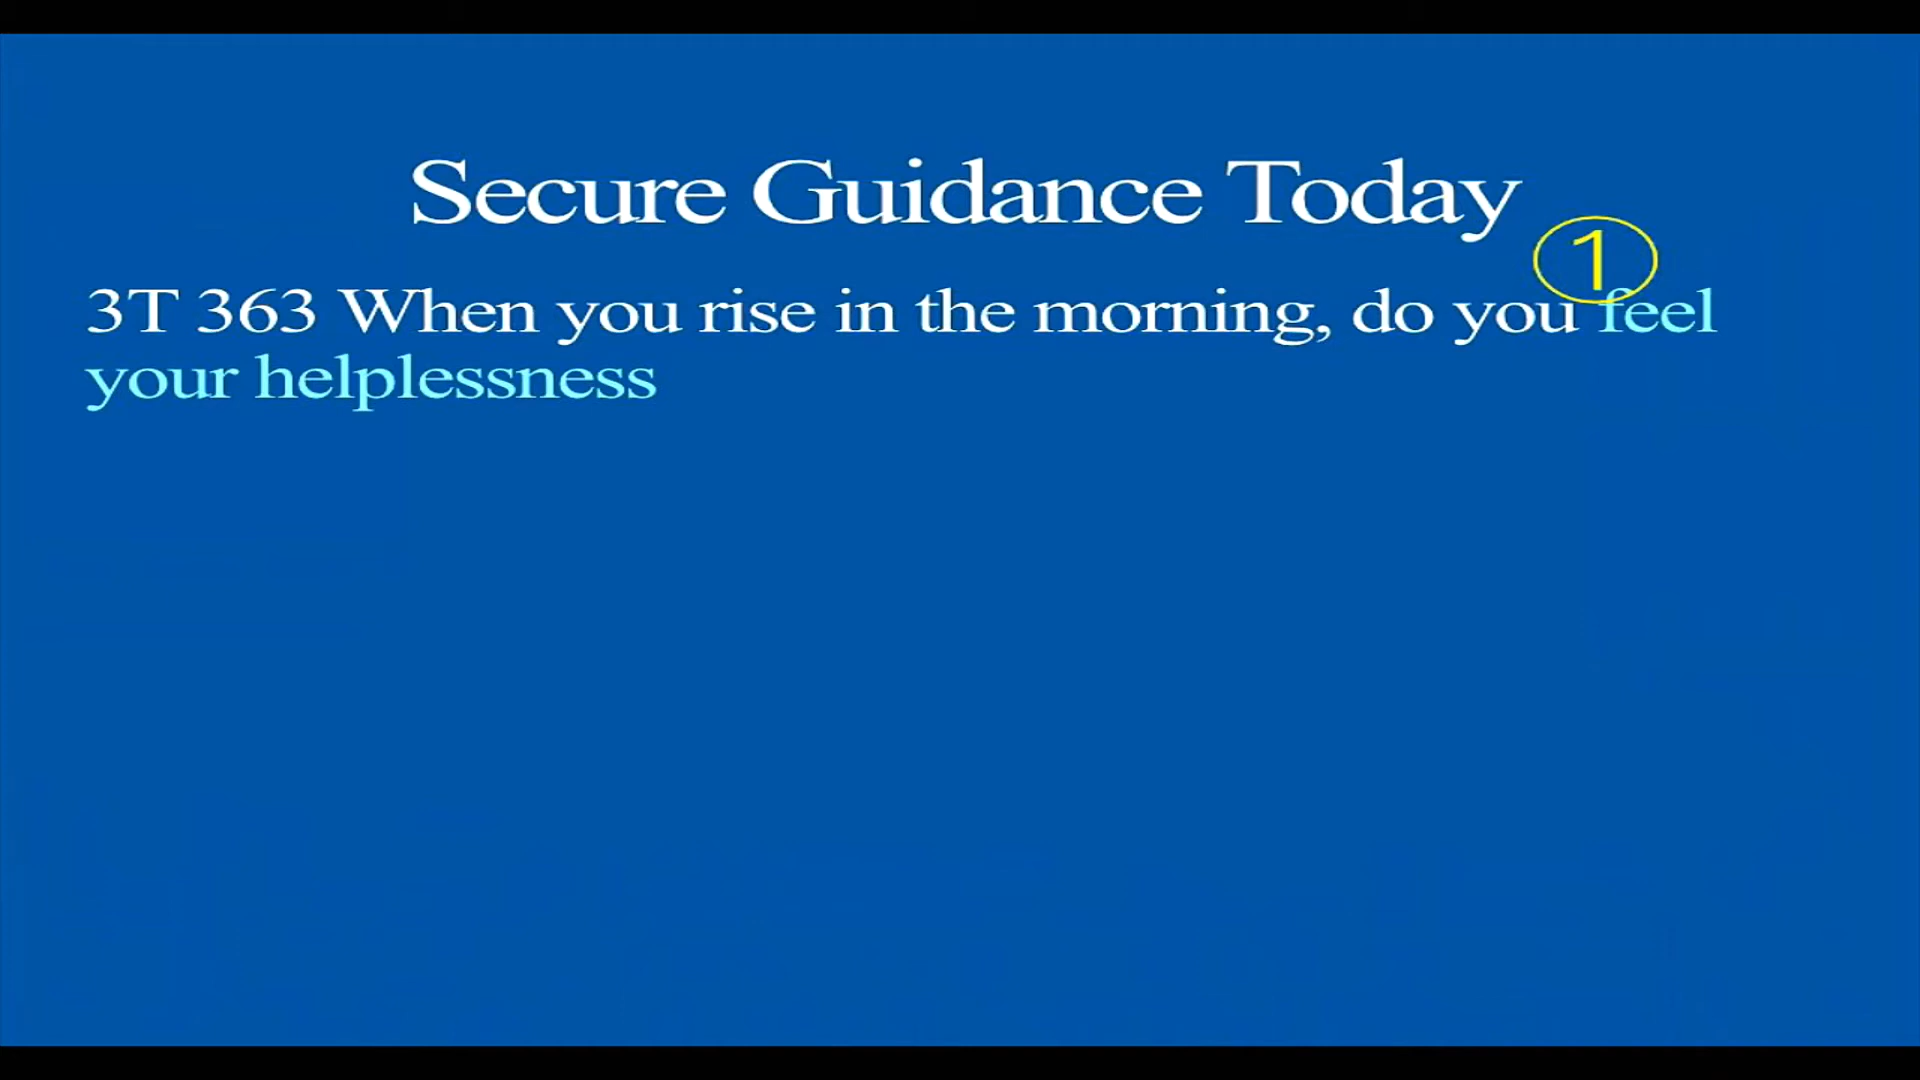 Secure Guidance Today
1
3T 363 When you rise in the morning, do you feel
your helplessness